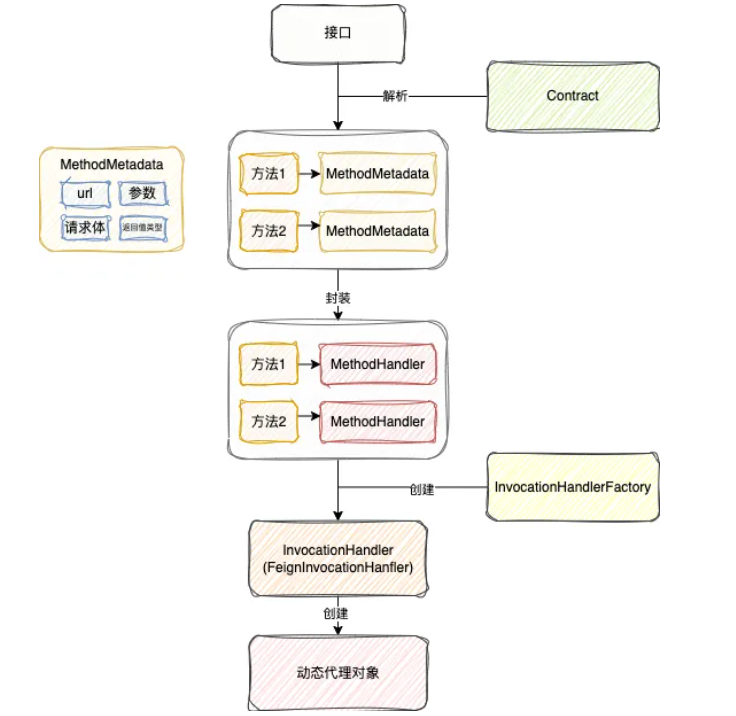 接口
解析
Contract
MethodMetadata
url
参数
请求体
返回值类型
方法1
MethodMetadata
方法2
MethodMetadata
封装
方法1
MethodHandler
方法2
MethodHandler
创建
InvocationHandlerFactory
InvocationHandler
(FeignInvocationHanfler)
创建
动态代理对象